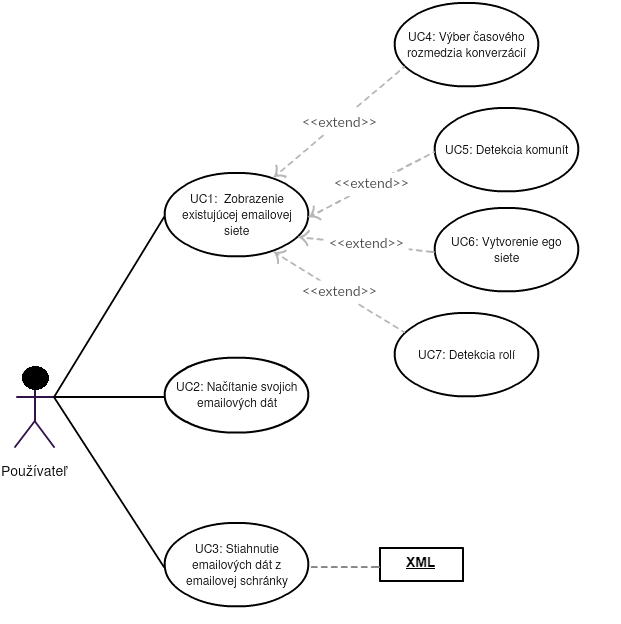 UC4: Výber časového
rozmedzia konverzácií
<<extend>>
UC5: Detekcia komunít
<<extend>>
UC1: Zobrazenie
existujúcej emailovej
siete
<<extend>>
UC6: Vytvorenie ego
siete
<<extend>>
UC7: Detekcia rolí
UC2: Načítanie svojich
emailových dát
Používateľ
UC3: Stiahnutie
emailových dát z
emailovej schránky
XML